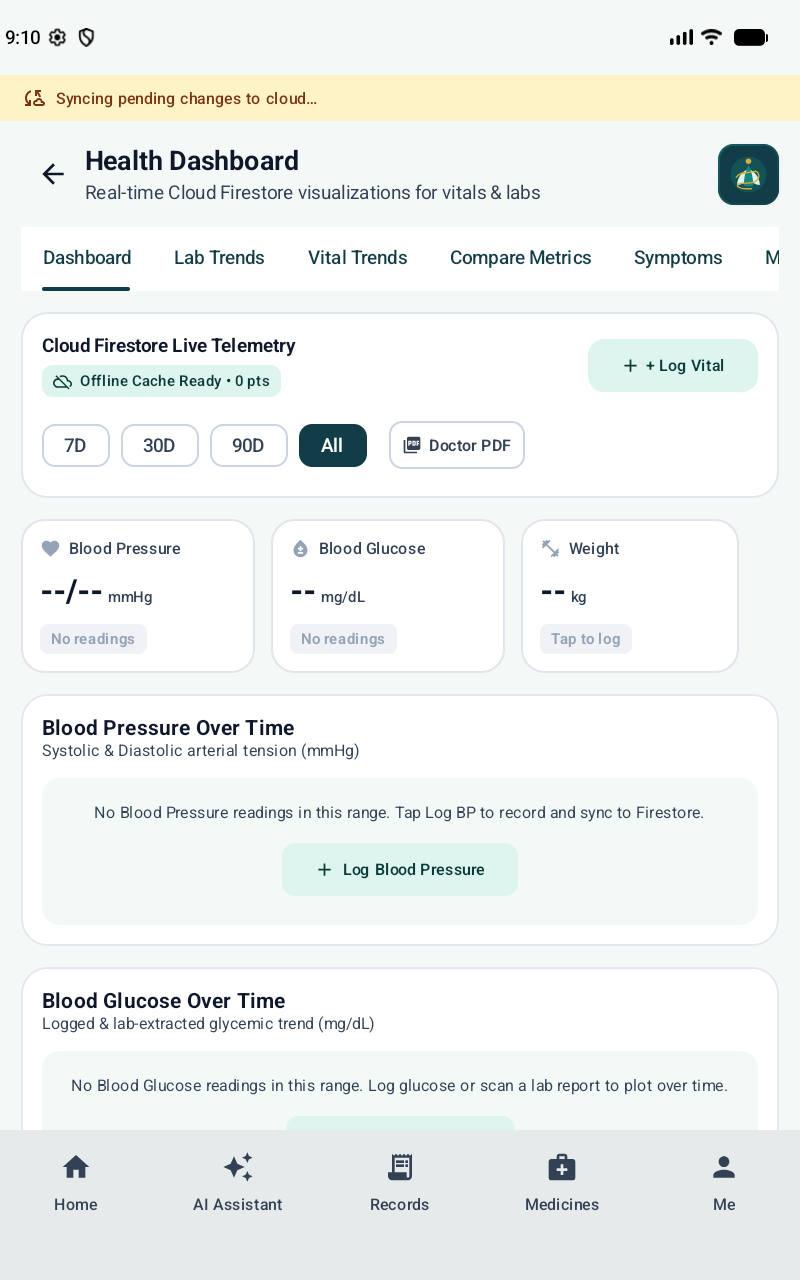 9:10
Syncing pending changes to cloud...
Health Dashboard
Real-time Cloud Firestore visualizations for vitals & labs
Dashboard
Lab Trends
Vital Trends
Compare Metrics
Symptoms
M
Cloud Firestore Live Telemetry
Offline Cache Ready • 0 pts
+ Log Vital
7D
30D
90D
All
PDF
Doctor PDF
Blood Pressure
--/-- mmHg
No readings
Blood Glucose
-- mg/dL
No readings
Weight
-- kg
Tap to log
Blood Pressure Over Time
Systolic & Diastolic arterial tension (mmHg)
No Blood Pressure readings in this range. Tap Log BP to record and sync to Firestore.
Log Blood Pressure
Blood Glucose Over Time
Logged & lab-extracted glycemic trend (mg/dL)
No Blood Glucose readings in this range. Log glucose or scan a lab report to plot over time.
Home
AI Assistant
Records
Medicines
Me